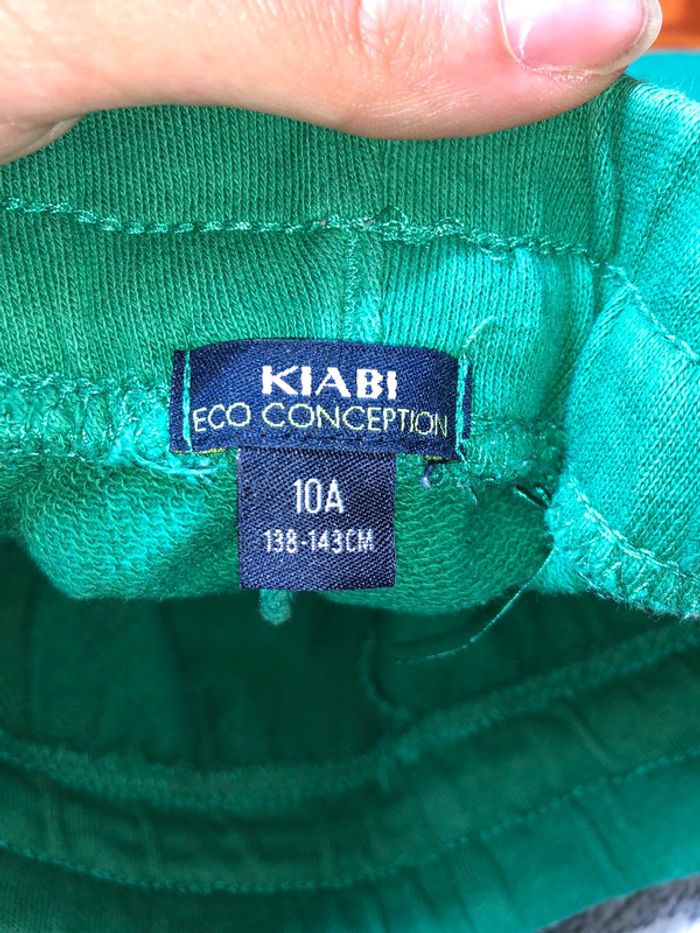 KIABI
ECO CONCEPTION
10A
138-143CM